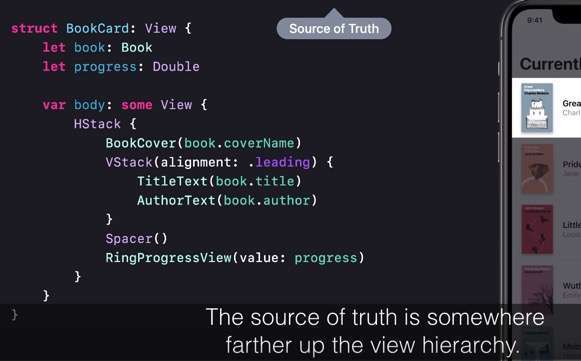 struct BookCard: View {
Source of Truth
let book: Book
let progress: Double
var body: some View {
HStack {
BookCover(book.coverName)
VStack(alignment: .leading) {
TitleText(book.title)
AuthorText(book.author)
}
Spacer()
RingProgressView(value: progress)
}
}
}
The source of truth is somewhere
farther up the view hierarchy.
9:41
Currentl
Grea
Charl
Pride
Jane
Little
Louis
Wuth
Emily